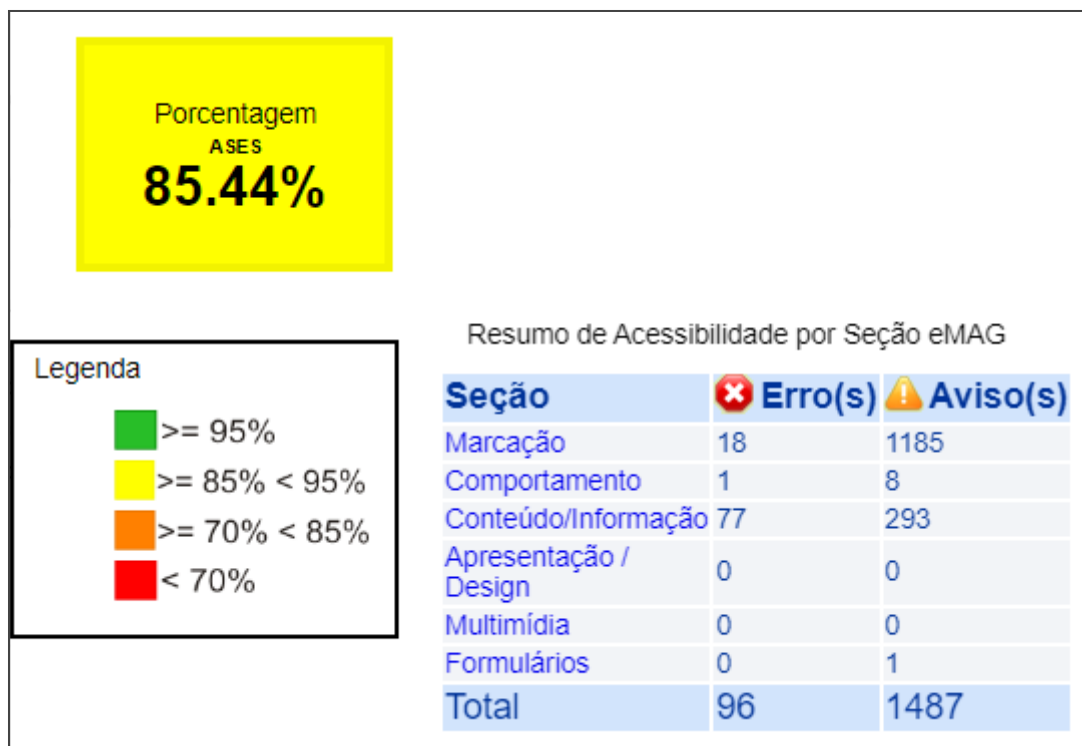 Porcentagem
ASES
85.44%
Legenda
>= 95%
>= 85% < 95%
>= 70% < 85%
< 70%
Resumo de Acessibilidade por Seção eMAG
Seção Erro(s) Aviso(s)
Marcação 18 1185
Comportamento 1 8
Conteúdo/Informação 77 293
Apresentação /
Design 0 0
Multimídia 0 0
Formulários 0 1
Total 96 1487